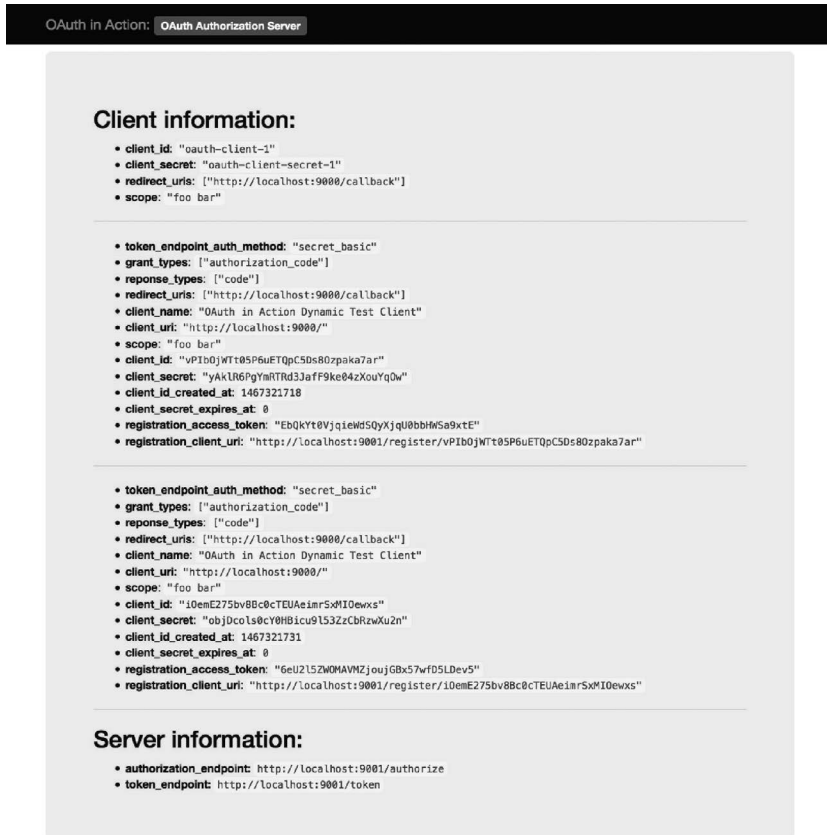 OAuth in Action: OAuth Authorization Server
Client information:
• client_id: "oauth-client-1"
• client_secret: "oauth-client-secret-1"
• redirect_uris: ["http://localhost:9000/callback"]
• scope: "foo bar"
• token_endpoint_auth_method: "secret_basic"
• grant_types: ["authorization_code"]
• reponse_types: ["code"]
• redirect_uris: ["http://localhost:9000/callback"]
• client_name: "OAuth in Action Dynamic Test Client"
• client_uri: "http://localhost:9000/"
• scope: "foo bar"
• client_id: "vPIbOjWTt05P6uETQpC5Ds8Ozpaka7ar"
• client_secret: "yAklR6PgYmRTRd3JafF9ke04zXouYqOw"
• client_id_created_at: 1467321718
• client_secret_expires_at: 0
• registration_access_token: "EbQkYt0VjqieWdSQyXjqU0bbHWSa9xtE"
• registration_client_uri: "http://localhost:9001/register/vPIbOjWTt05P6uETQpC5Ds8Ozpaka7ar"
• token_endpoint_auth_method: "secret_basic"
• grant_types: ["authorization_code"]
• reponse_types: ["code"]
• redirect_uris: ["http://localhost:9000/callback"]
• client_name: "OAuth in Action Dynamic Test Client"
• client_uri: "http://localhost:9000/"
• scope: "foo bar"
• client_id: "iOemE275bv8Bc0cTEUAeimrSxMIOewxs"
• client_secret: "objDcols0cY0HBicu9l53ZzCbRzwXu2n"
• client_id_created_at: 1467321731
• client_secret_expires_at: 0
• registration_access_token: "6eU2l5ZWOMAVMZjoujGBx57wfD5LDev5"
• registration_client_uri: "http://localhost:9001/register/iOemE275bv8Bc0cTEUAeimrSxMIOewxs"
Server information:
• authorization_endpoint: http://localhost:9001/authorize
• token_endpoint: http://localhost:9001/token